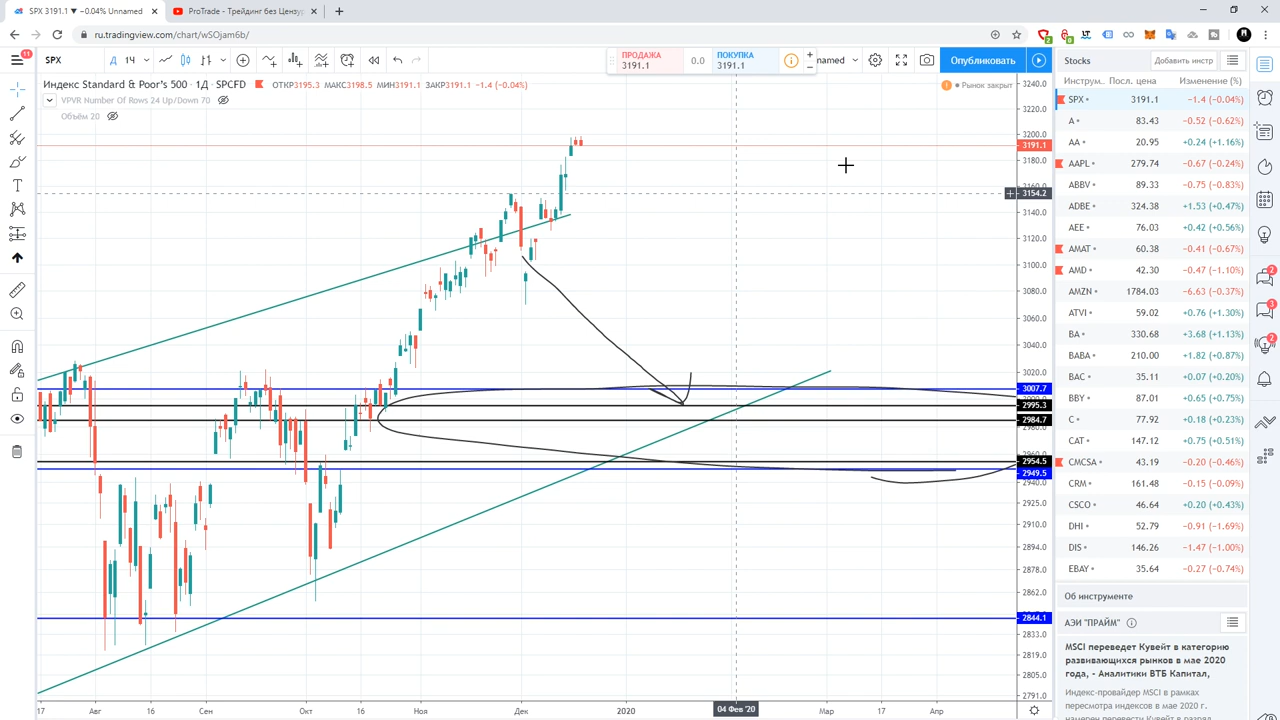 SPX 3191.1 ▼ −0.04% Unnamed
ProTrade - Трейдинг без Цензур
ru.tradingview.com/chart/wSOjam6b/
11
SPX
Д
1Ч
ПРОДАЖА
3191.1
0.0
ПОКУПКА
3191.1
named
Опубликовать
Индекс Standard & Poor's 500 · 1Д · SPCFD
ОТКР3195.3 МАКС3198.5 МИН3191.1 ЗАКР3191.1 −1.4 (−0.04%)
Рынок закрыт
VPVR Number Of Rows 24 Up/Down 70
Объём 20
3240.0
3220.0
3200.0
3191.1
3180.0
3160.0
3154.2
3140.0
3120.0
3100.0
3080.0
3060.0
3040.0
3020.0
3007.7
2995.3
2984.7
2980.0
2954.5
2949.5
2940.0
2925.0
2910.0
2894.0
2878.0
2862.0
2844.1
2833.0
2819.0
2805.0
2791.0
17 Авг 16 Сен Окт 16 Ноя Дек 2020 04 Фев '20 Мар 17 Апр
Stocks
Добавить инстр
Инструм… Посл. цена Изменение (%)
SPX 3191.1 −1.4 (−0.04%)
A 83.43 −0.52 (−0.62%)
AA 20.95 +0.24 (+1.16%)
AAPL 279.74 −0.67 (−0.24%)
ABBV 89.33 −0.75 (−0.83%)
ADBE 324.38 +1.53 (+0.47%)
AEE 76.03 +0.42 (+0.56%)
AMAT 60.38 −0.41 (−0.67%)
AMD 42.30 −0.47 (−1.10%)
AMZN 1784.03 −6.63 (−0.37%)
ATVI 59.02 +0.76 (+1.30%)
BA 330.68 +3.68 (+1.13%)
BABA 210.00 +1.82 (+0.87%)
BAC 35.11 +0.07 (+0.20%)
BBY 87.01 +0.65 (+0.75%)
C 77.92 +0.18 (+0.23%)
CAT 147.12 +0.75 (+0.51%)
CMCSA 43.19 −0.20 (−0.46%)
CRM 161.48 −0.15 (−0.09%)
CSCO 46.64 +0.20 (+0.43%)
DHI 52.79 −0.91 (−1.69%)
DIS 146.26 −1.47 (−1.00%)
EBAY 35.64 −0.27 (−0.74%)
Об инструменте
АЭИ "ПРАЙМ"
MSCI переведет Кувейт в категорию
развивающихся рынков в мае 2020
года, - Аналитики ВТБ Капитал,
Индекс-провайдер MSCI в рамках
пересмотра индексов в мае 2020 г.
намерен перевести Кувейт в разряд
2
3
2